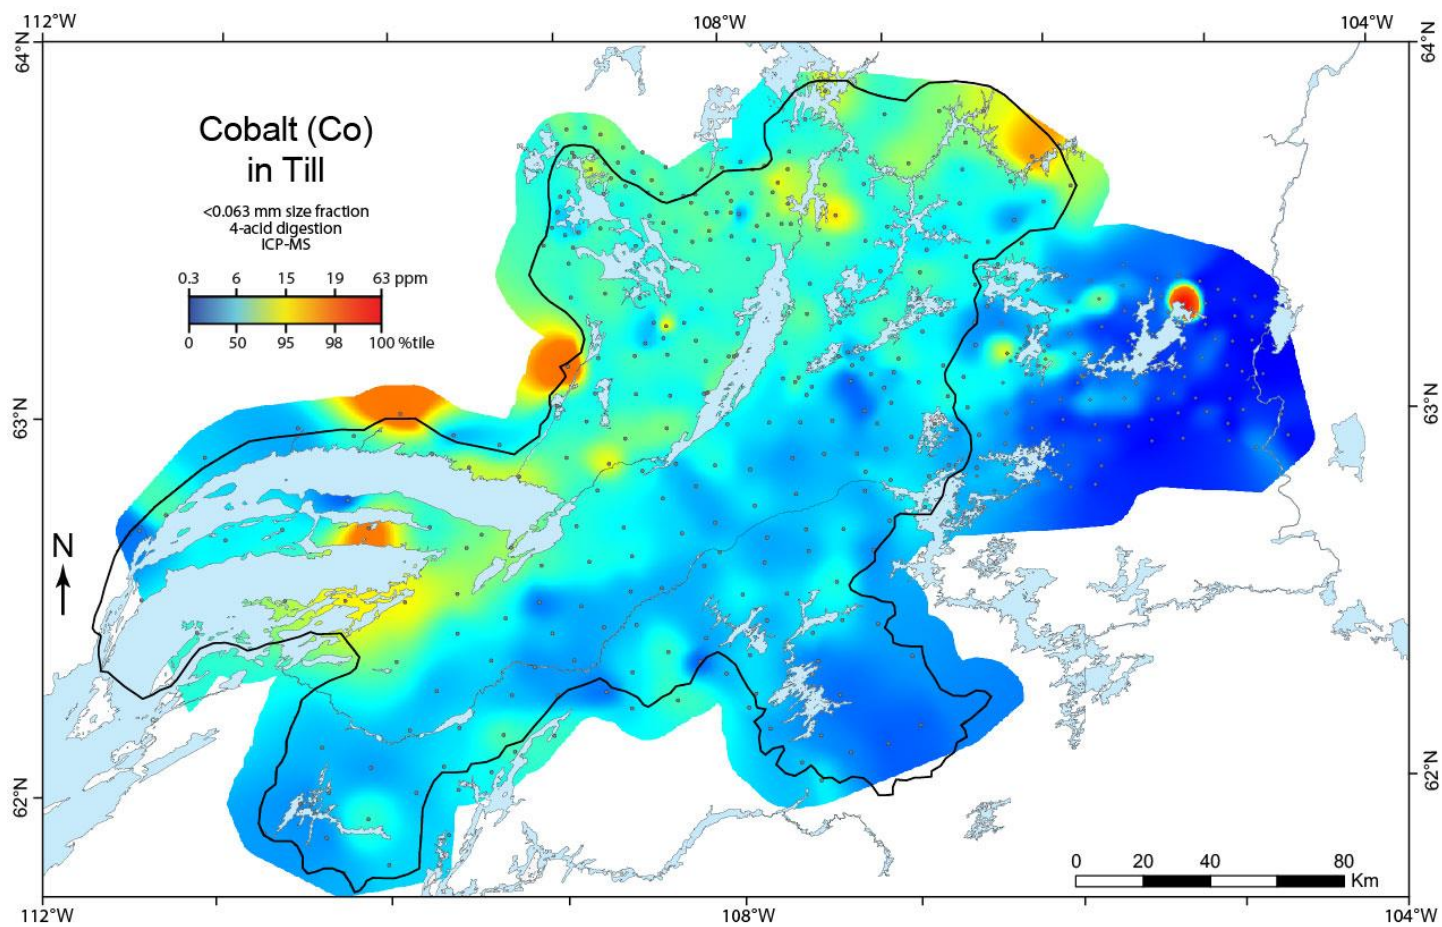 112°W 108°W 104°W
64°N 64°N
Cobalt (Co)
in Till
<0.063 mm size fraction
4-acid digestion
ICP-MS
0.3 6 15 19 63 ppm
0 50 95 98 100 %tile
63°N 63°N
N
62°N 62°N
0 20 40 80 Km
112°W 108°W 104°W